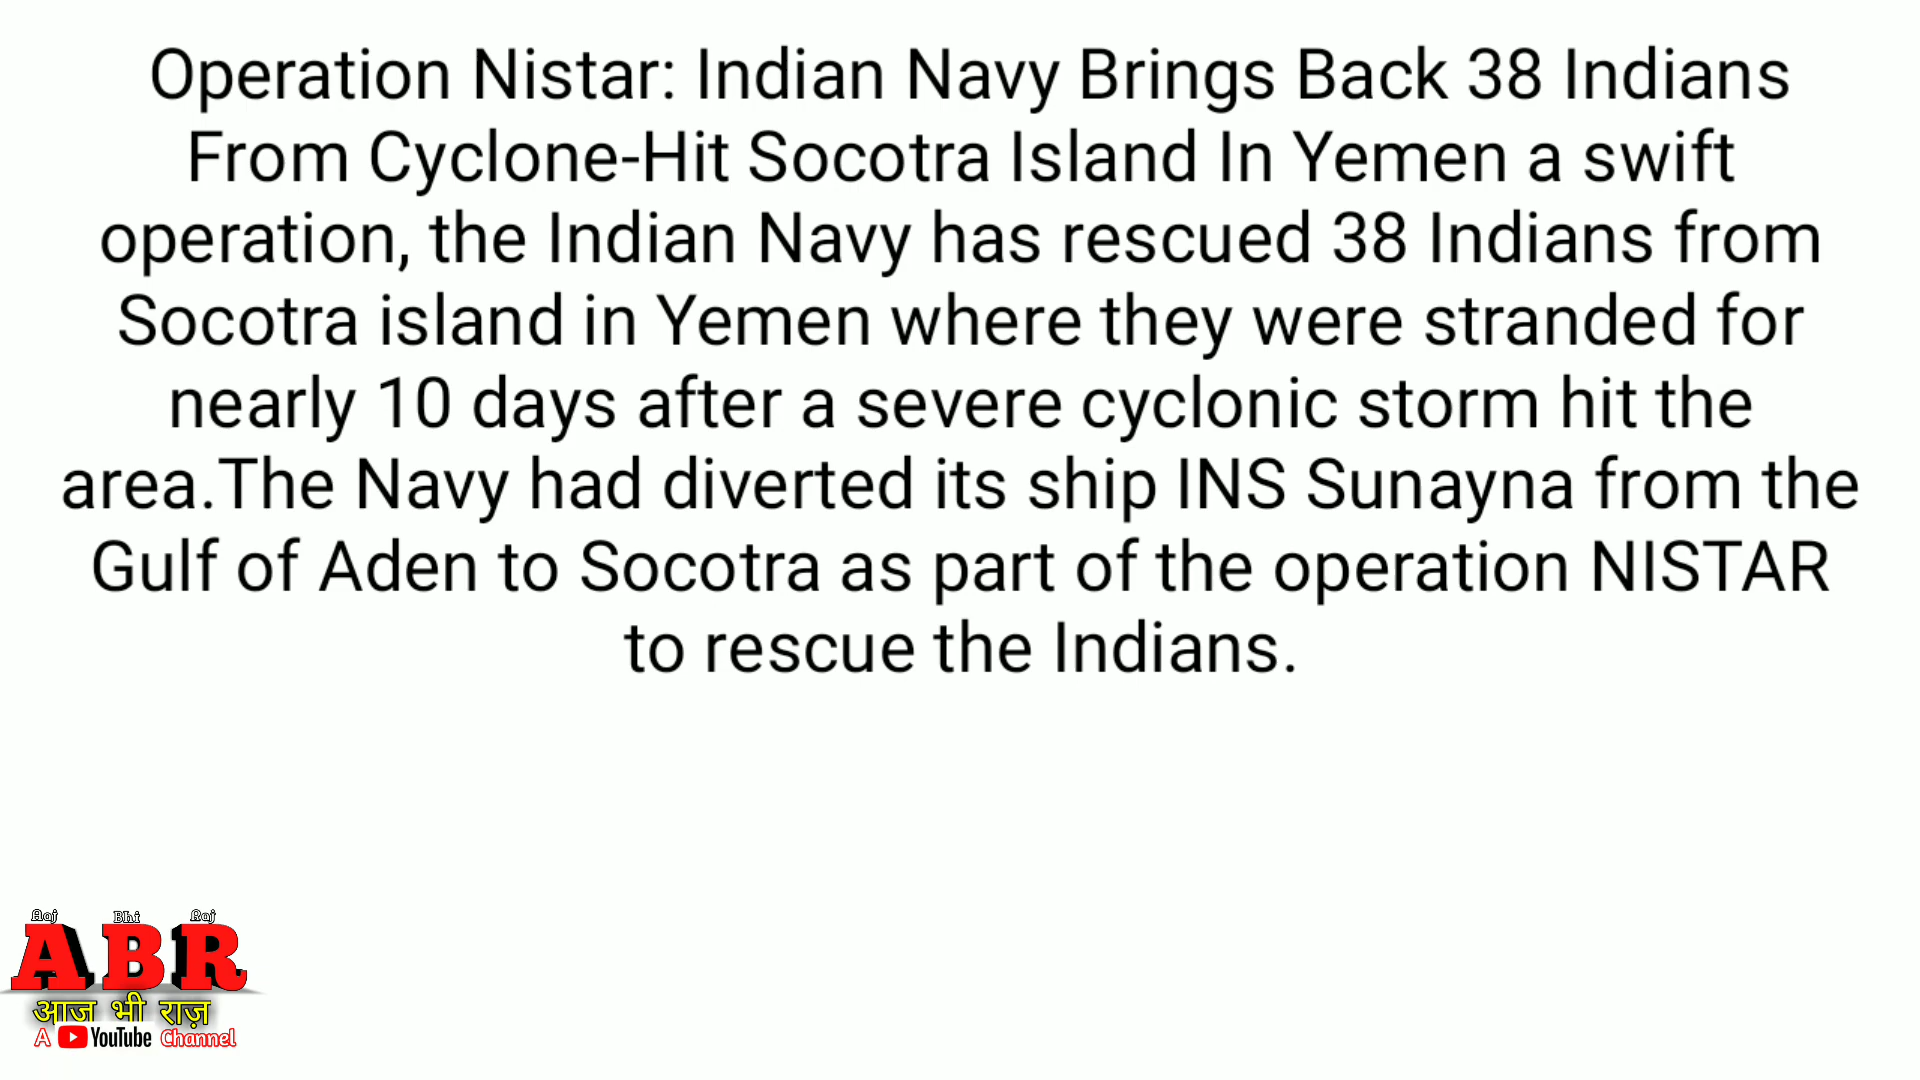 Operation Nistar: Indian Navy Brings Back 38 Indians
From Cyclone-Hit Socotra Island In Yemen a swift
operation, the Indian Navy has rescued 38 Indians from
Socotra island in Yemen where they were stranded for
nearly 10 days after a severe cyclonic storm hit the
area.The Navy had diverted its ship INS Sunayna from the
Gulf of Aden to Socotra as part of the operation NISTAR
to rescue the Indians.
Aaj Bhi Raj
ABR
आज भी राज़
A YouTube Channel